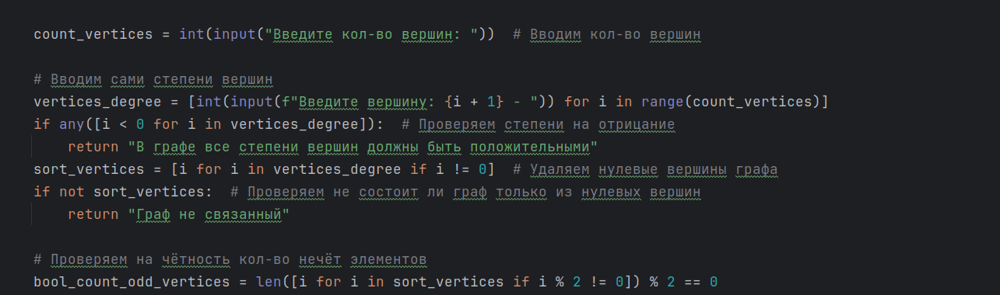 count_vertices = int(input("Введите кол-во вершин: "))  # Вводим кол-во вершин
# Вводим сами степени вершин
vertices_degree = [int(input(f"Введите вершину: {i + 1} - ")) for i in range(count_vertices)]
if any([i < 0 for i in vertices_degree]):  # Проверяем степени на отрицание
    return "В графе все степени вершин должны быть положительными"
sort_vertices = [i for i in vertices_degree if i != 0]  # Удаляем нулевые вершины графа
if not sort_vertices:  # Проверяем не состоит ли граф только из нулевых вершин
    return "Граф не связанный"
# Проверяем на чётность кол-во нечёт элементов
bool_count_odd_vertices = len([i for i in sort_vertices if i % 2 != 0]) % 2 == 0